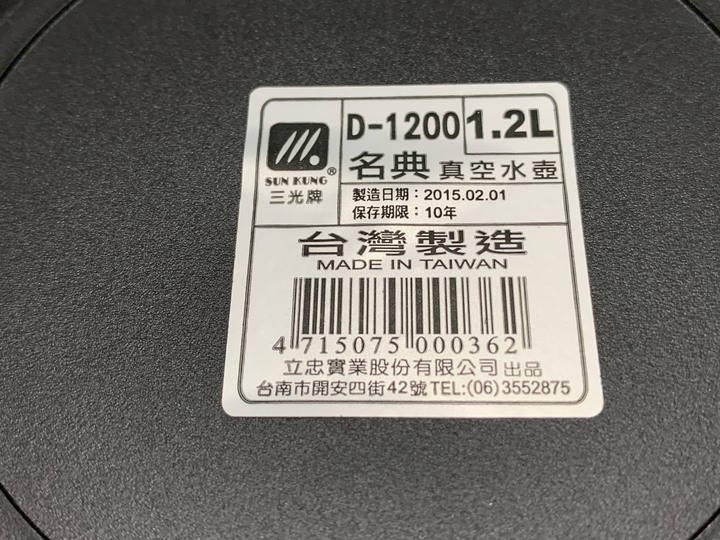 D-1200 1.2L
SUN KUNG ®
三光牌
名典 真空水壺
製造日期：2015.02.01
保存期限：10年
台灣製造
MADE IN TAIWAN
4 715075 000362
立忠實業股份有限公司 出品
台南市開安四街42號 TEL:(06)3552875